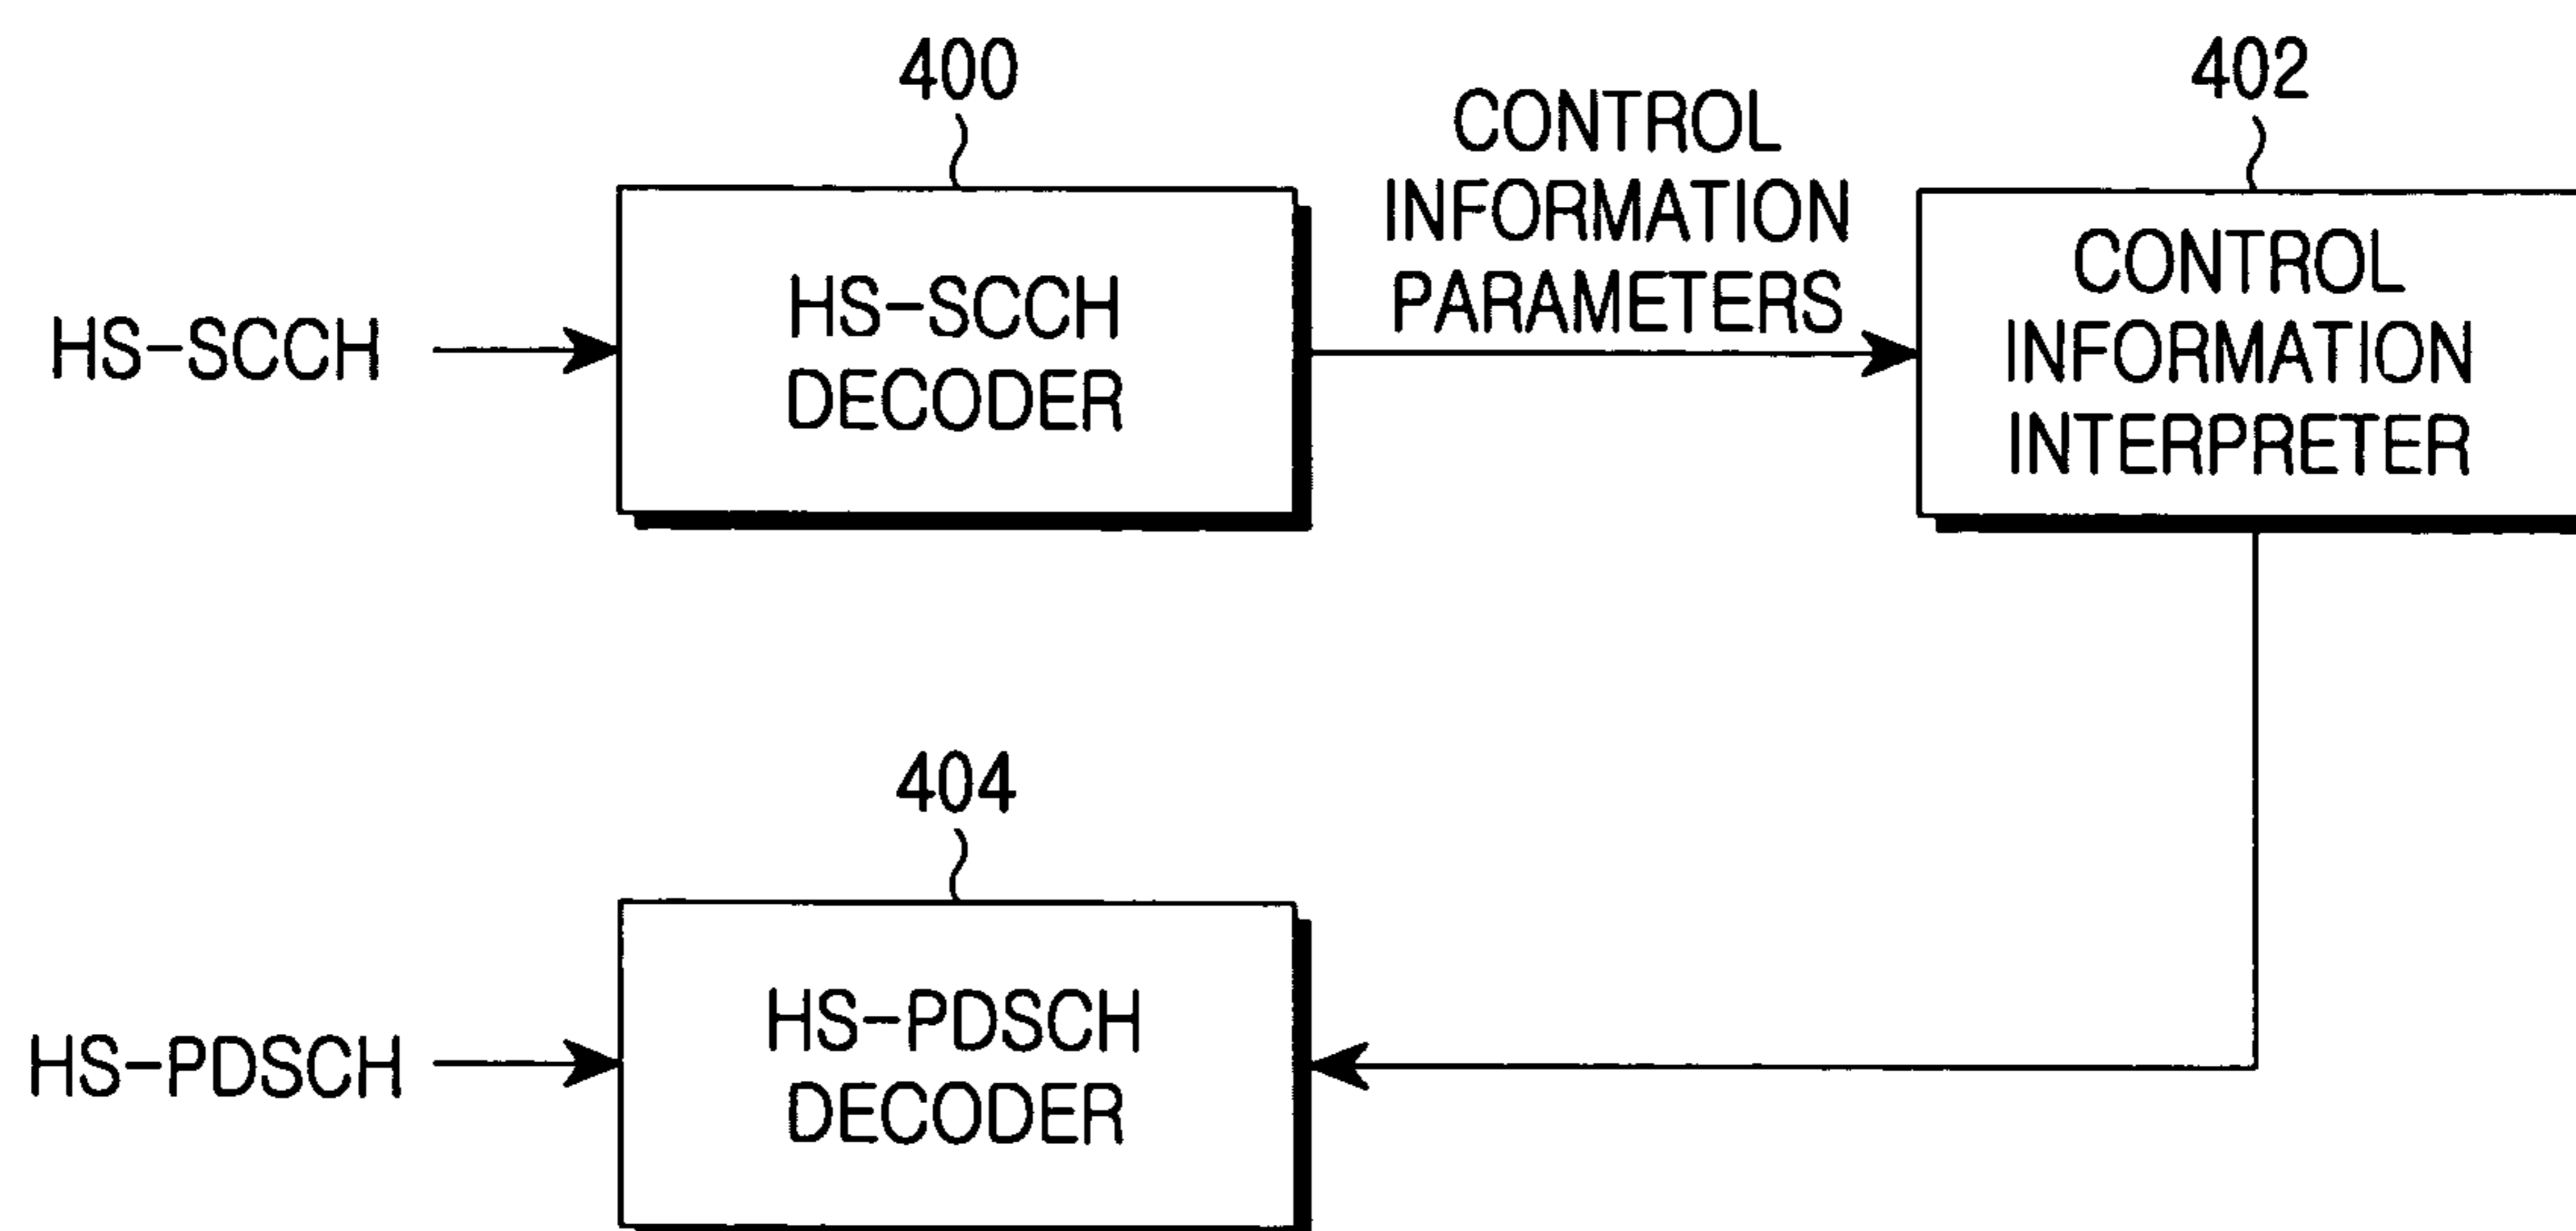 400
402
CONTROL
INFORMATION
PARAMETERS
HS-SCCH
HS-SCCH
DECODER
CONTROL
INFORMATION
INTERPRETER
404
HS-PDSCH
HS-PDSCH
DECODER